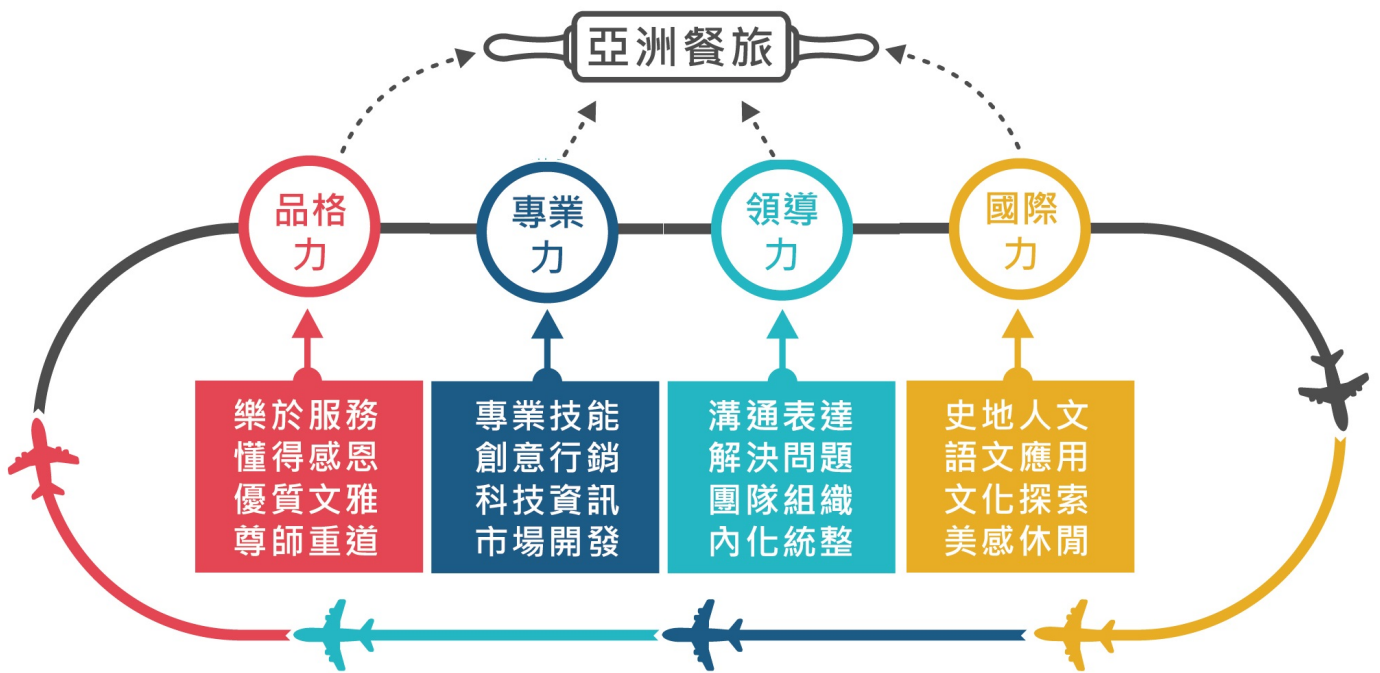 亞洲餐旅
品格
力
專業
力
領導
力
國際
力
樂於服務
懂得感恩
優質文雅
尊師重道
專業技能
創意行銷
科技資訊
市場開發
溝通表達
解決問題
團隊組織
內化統整
史地人文
語文應用
文化探索
美感休閒